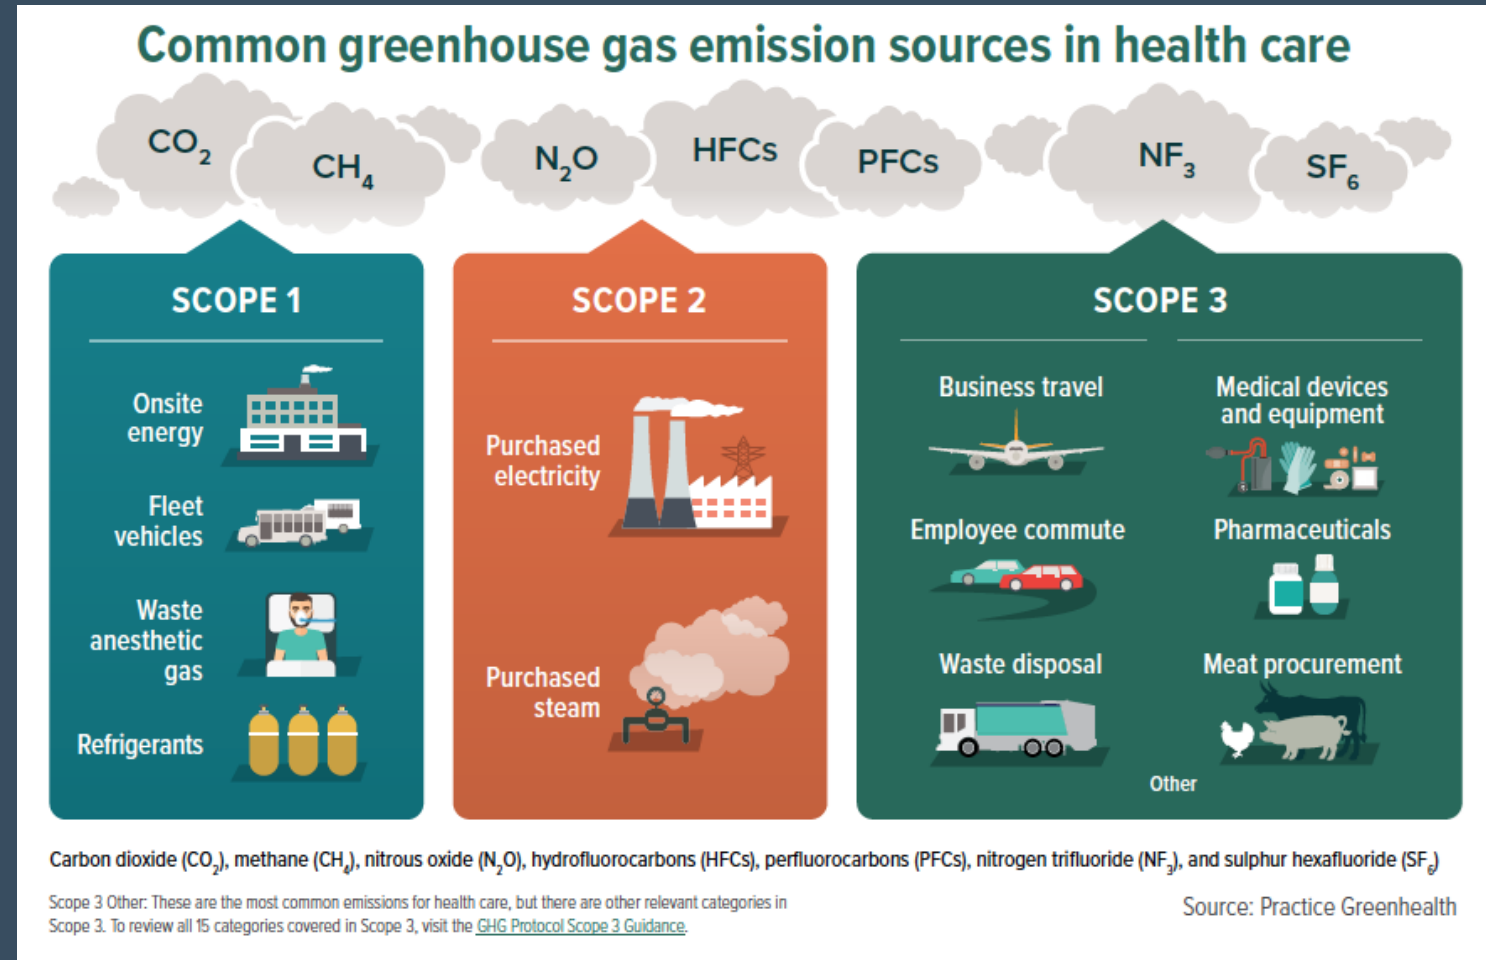 Common greenhouse gas emission sources in health care
CO₂
CH₄
N₂O
HFCs
PFCs
NF₃
SF₆
SCOPE 1
Onsite
energy
Fleet
vehicles
Waste
anesthetic
gas
Refrigerants
SCOPE 2
Purchased
electricity
Purchased
steam
SCOPE 3
Business travel
Employee commute
Waste disposal
Medical devices
and equipment
Pharmaceuticals
Meat procurement
Other
Carbon dioxide (CO₂), methane (CH₄), nitrous oxide (N₂O), hydrofluorocarbons (HFCs), perfluorocarbons (PFCs), nitrogen trifluoride (NF₃), and sulphur hexafluoride (SF₆)
Scope 3 Other: These are the most common emissions for health care, but there are other relevant categories in
Scope 3. To review all 15 categories covered in Scope 3, visit the GHG Protocol Scope 3 Guidance.
Source: Practice Greenhealth